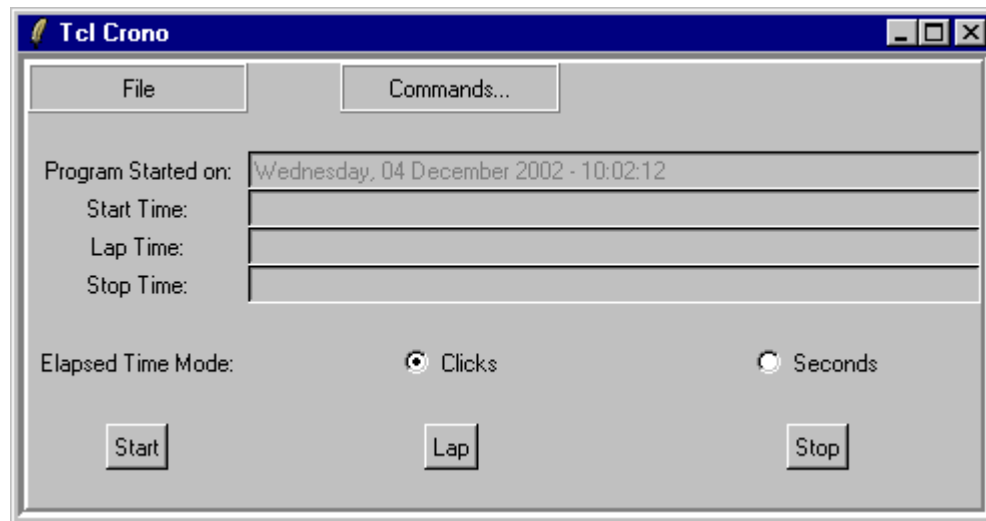 Tcl Crono
File Commands...
Program Started on: Wednesday, 04 December 2002 - 10:02:12
Start Time:
Lap Time:
Stop Time:
Elapsed Time Mode: Clicks Seconds
Start Lap Stop